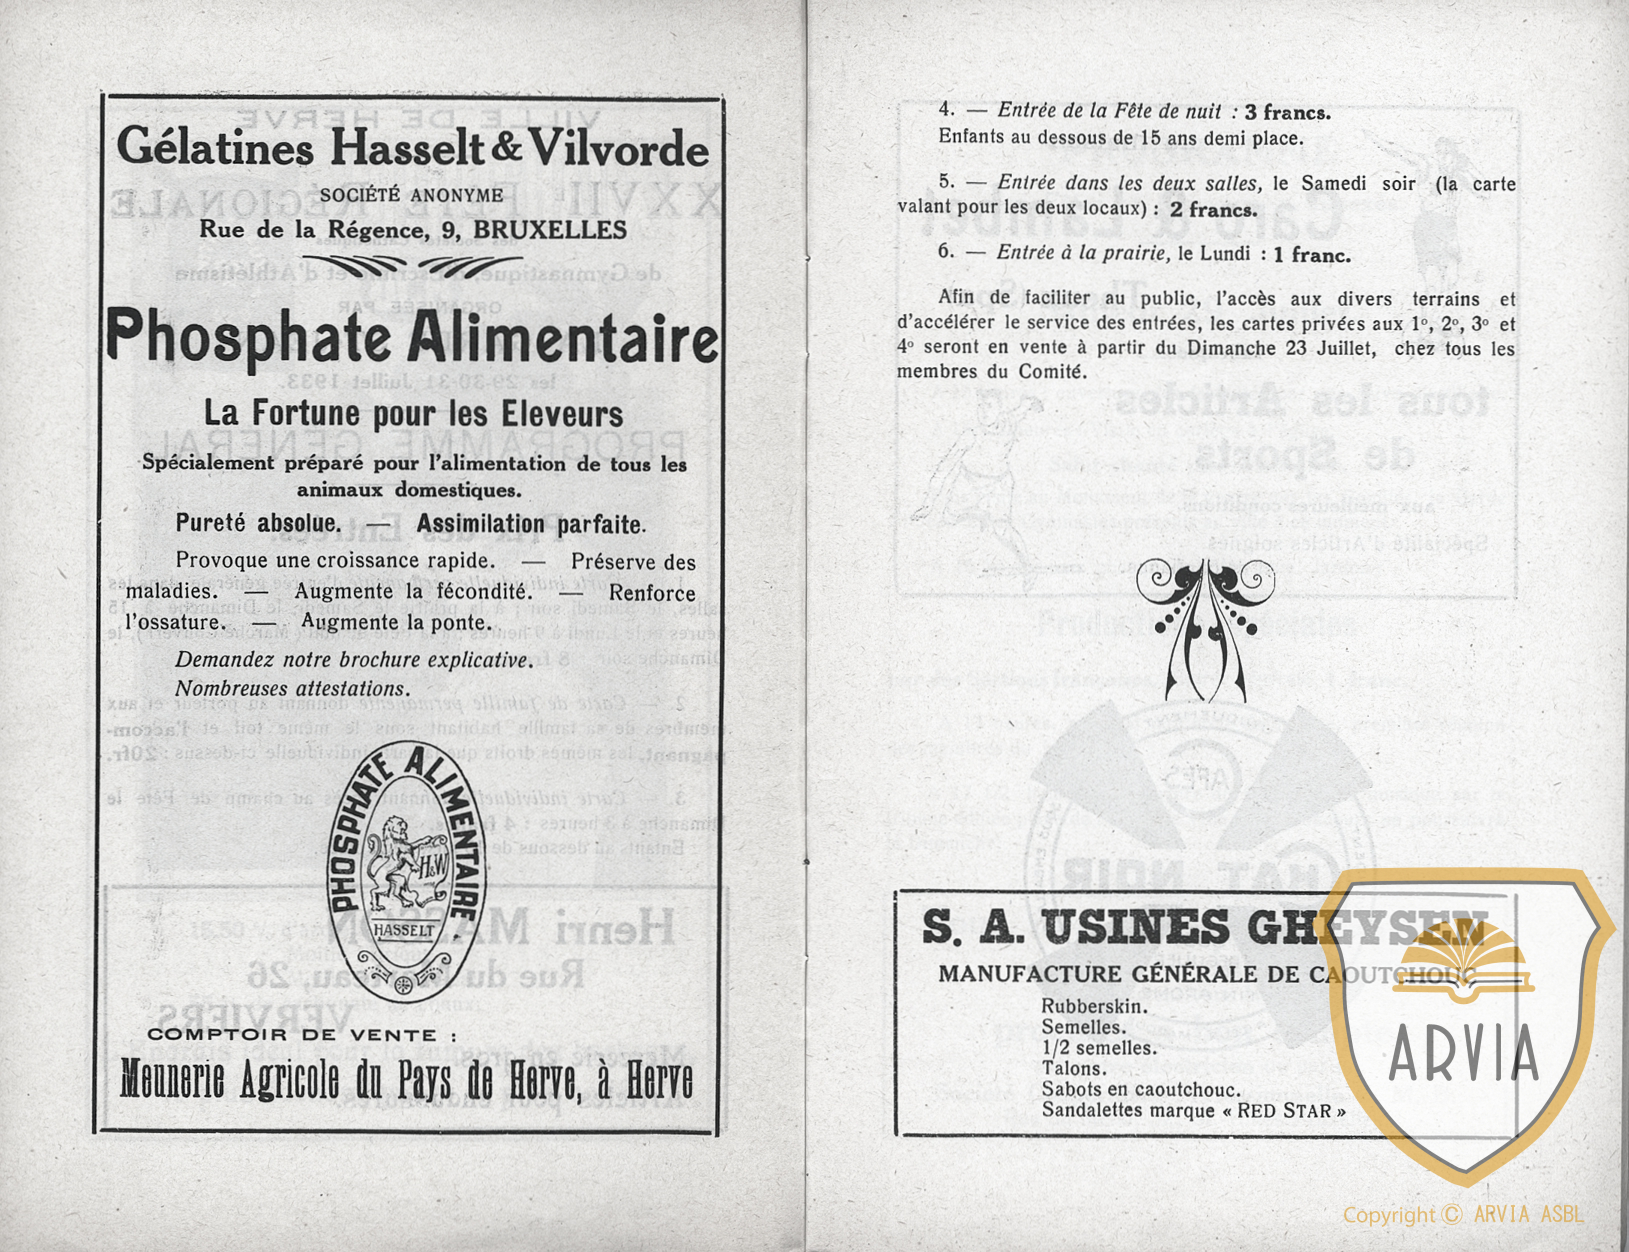 Gélatines Hasselt & Vilvorde
SOCIÉTÉ ANONYME
Rue de la Régence, 9, BRUXELLES
Phosphate Alimentaire
La Fortune pour les Eleveurs
Spécialement préparé pour l'alimentation de tous les
animaux domestiques.
Pureté absolue. — Assimilation parfaite.
Provoque une croissance rapide. — Préserve des
maladies. — Augmente la fécondité. — Renforce
l'ossature. — Augmente la ponte.
Demandez notre brochure explicative.
Nombreuses attestations.
PHOSPHATE ALIMENTAIRE
H&W
HASSELT
COMPTOIR DE VENTE :
Meunerie Agricole du Pays de Herve, à Herve
4. — Entrée de la Fête de nuit : 3 francs.
Enfants au dessous de 15 ans demi place.
5. — Entrée dans les deux salles, le Samedi soir (la carte
valant pour les deux locaux) : 2 francs.
6. — Entrée à la prairie, le Lundi : 1 franc.
Afin de faciliter au public, l'accès aux divers terrains et
d'accélérer le service des entrées, les cartes privées aux 1º, 2º, 3º et
4º seront en vente à partir du Dimanche 23 Juillet, chez tous les
membres du Comité.
S. A. USINES GHEYSEN
MANUFACTURE GÉNÉRALE DE CAOUTCHOUC
Rubberskin.
Semelles.
1/2 semelles.
Talons.
Sabots en caoutchouc.
Sandalettes marque « RED STAR »
ARVIA
Copyright © ARVIA ASBL